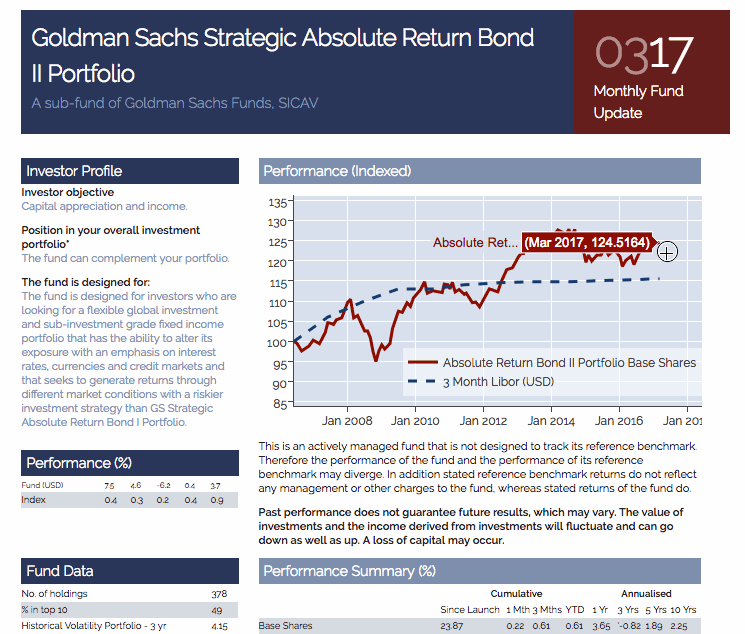 Goldman Sachs Strategic Absolute Return Bond
II Portfolio
A sub-fund of Goldman Sachs Funds, SICAV
0317
Monthly Fund
Update
Investor Profile
Investor objective
Capital appreciation and income.
Position in your overall investment
portfolio*
The fund can complement your portfolio.
The fund is designed for:
The fund is designed for investors who are
looking for a flexible global investment
and sub-investment grade fixed income
portfolio that has the ability to alter its
exposure with an emphasis on interest
rates, currencies and credit markets and
that seeks to generate returns through
different market conditions with a riskier
investment strategy than GS Strategic
Absolute Return Bond I Portfolio.
Performance (Indexed)
135
130
125
120
115
110
105
100
95
90
85
Absolute Ret... (Mar 2017, 124.5164)
Absolute Return Bond II Portfolio Base Shares
3 Month Libor (USD)
Jan 2008 Jan 2010 Jan 2012 Jan 2014 Jan 2016 Jan 201
This is an actively managed fund that is not designed to track its reference benchmark.
Therefore the performance of the fund and the performance of its reference
benchmark may diverge. In addition stated reference benchmark returns do not reflect
any management or other charges to the fund, whereas stated returns of the fund do.
Past performance does not guarantee future results, which may vary. The value of
investments and the income derived from investments will fluctuate and can go
down as well as up. A loss of capital may occur.
Performance (%)
Fund (USD) 7.5 4.6 -6.2 0.4 3.7
Index 0.4 0.3 0.2 0.4 0.9
Fund Data
No. of holdings 378
% in top 10 49
Historical Volatility Portfolio - 3 yr 4.15
Performance Summary (%)
Cumulative Annualised
Since Launch 1 Mth 3 Mths YTD 1 Yr 3 Yrs 5 Yrs 10 Yrs
Base Shares 23.87 0.22 0.61 0.61 3.65 '-0.82 1.89 2.25